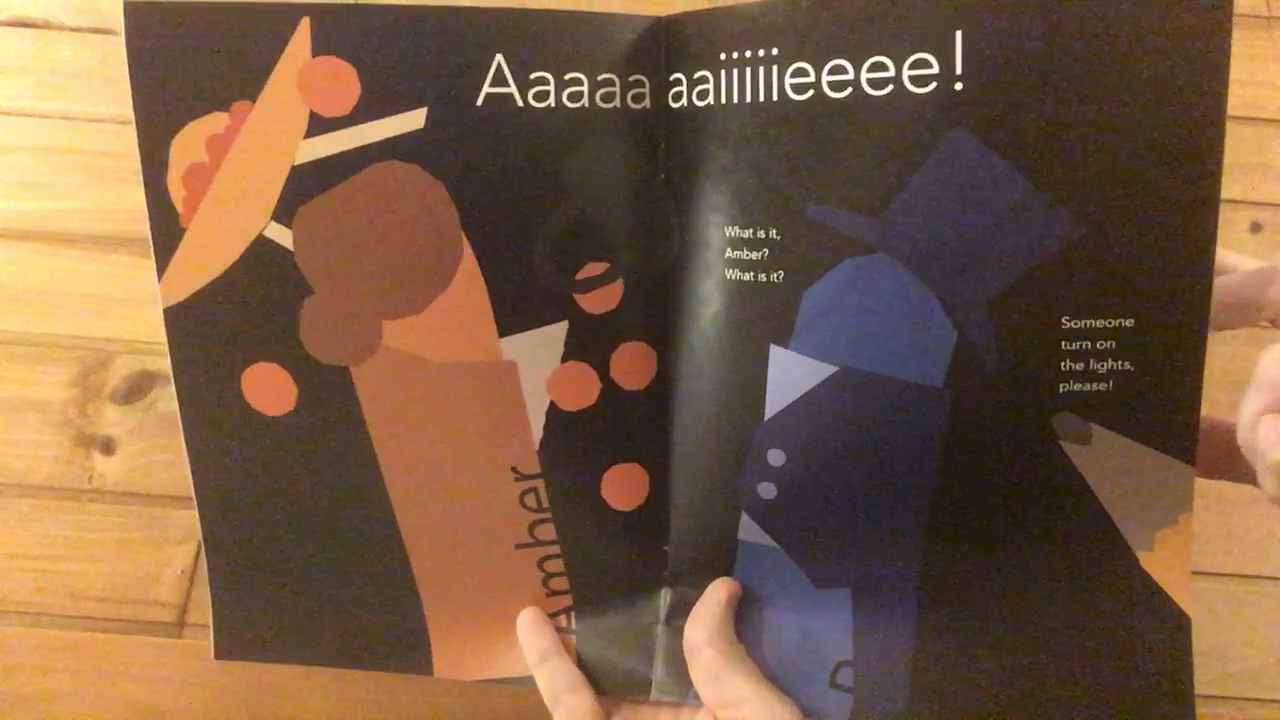 Aaaaa aaiiiiieeee!
What is it,
Amber?
What is it?
Someone
turn on
the lights,
please!
Amber